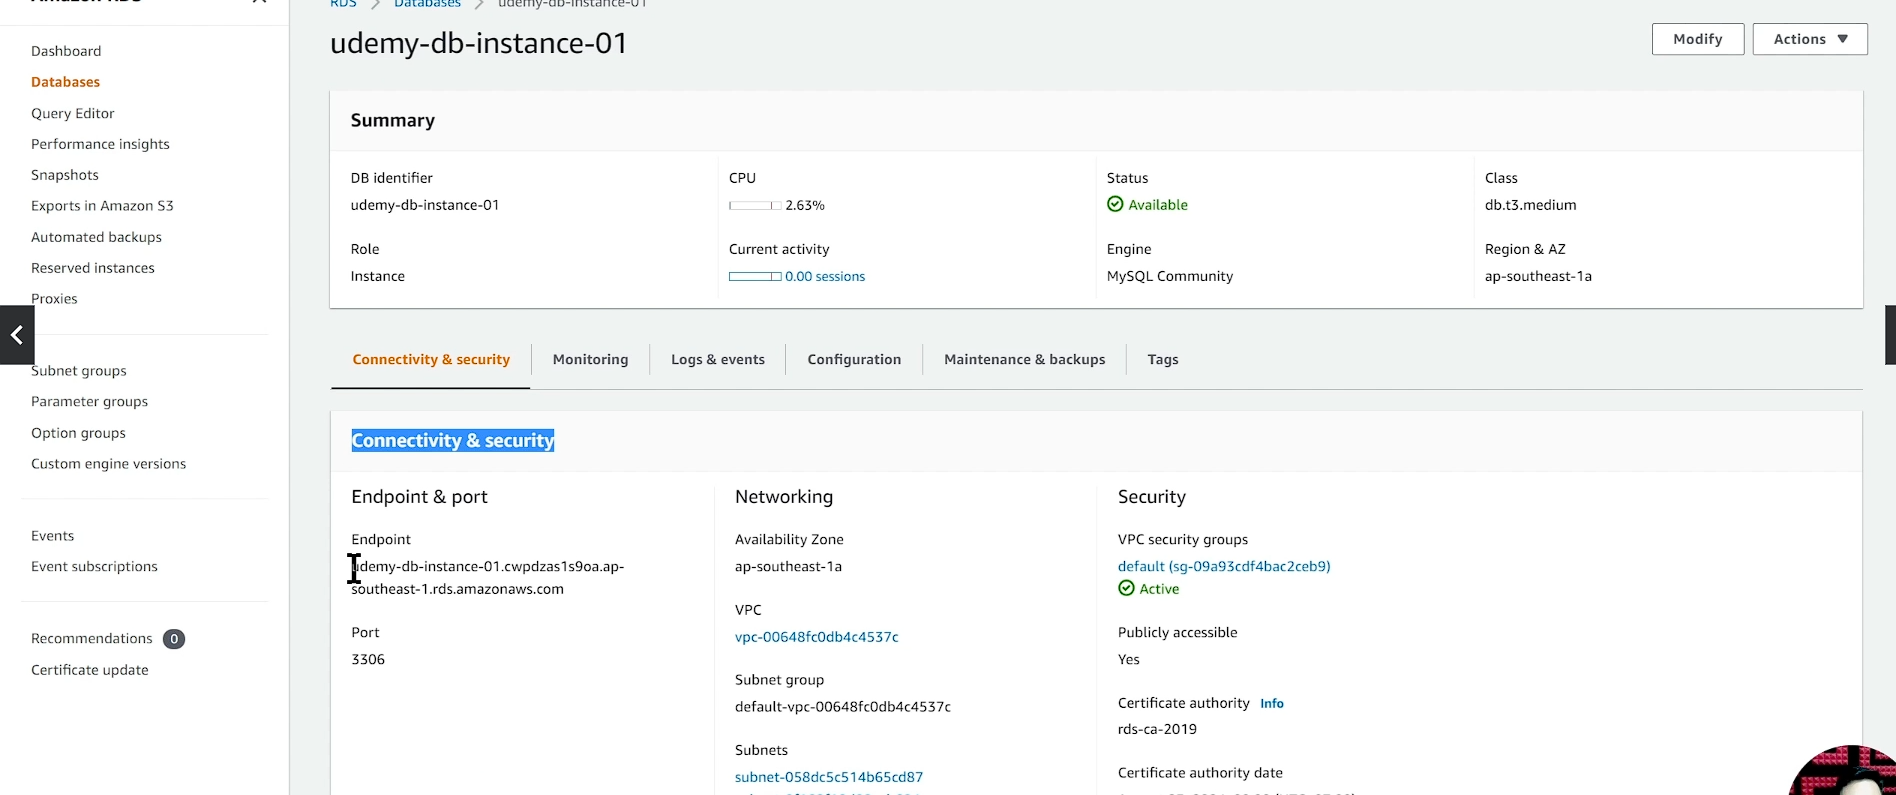 RDS > Databases > udemy-db-instance-01
udemy-db-instance-01
Modify
Actions
Dashboard
Databases
Query Editor
Performance insights
Snapshots
Exports in Amazon S3
Automated backups
Reserved instances
Proxies
Subnet groups
Parameter groups
Option groups
Custom engine versions
Events
Event subscriptions
Recommendations 0
Certificate update
Summary
DB identifier
udemy-db-instance-01
CPU
2.63%
Status
Available
Class
db.t3.medium
Role
Instance
Current activity
0.00 sessions
Engine
MySQL Community
Region & AZ
ap-southeast-1a
Connectivity & security
Monitoring
Logs & events
Configuration
Maintenance & backups
Tags
Connectivity & security
Endpoint & port
Endpoint
udemy-db-instance-01.cwpdzas1s9oa.ap-
southeast-1.rds.amazonaws.com
Port
3306
Networking
Availability Zone
ap-southeast-1a
VPC
vpc-00648fc0db4c4537c
Subnet group
default-vpc-00648fc0db4c4537c
Subnets
subnet-058dc5c514b65cd87
Security
VPC security groups
default (sg-09a93cdf4bac2ceb9)
Active
Publicly accessible
Yes
Certificate authority Info
rds-ca-2019
Certificate authority date